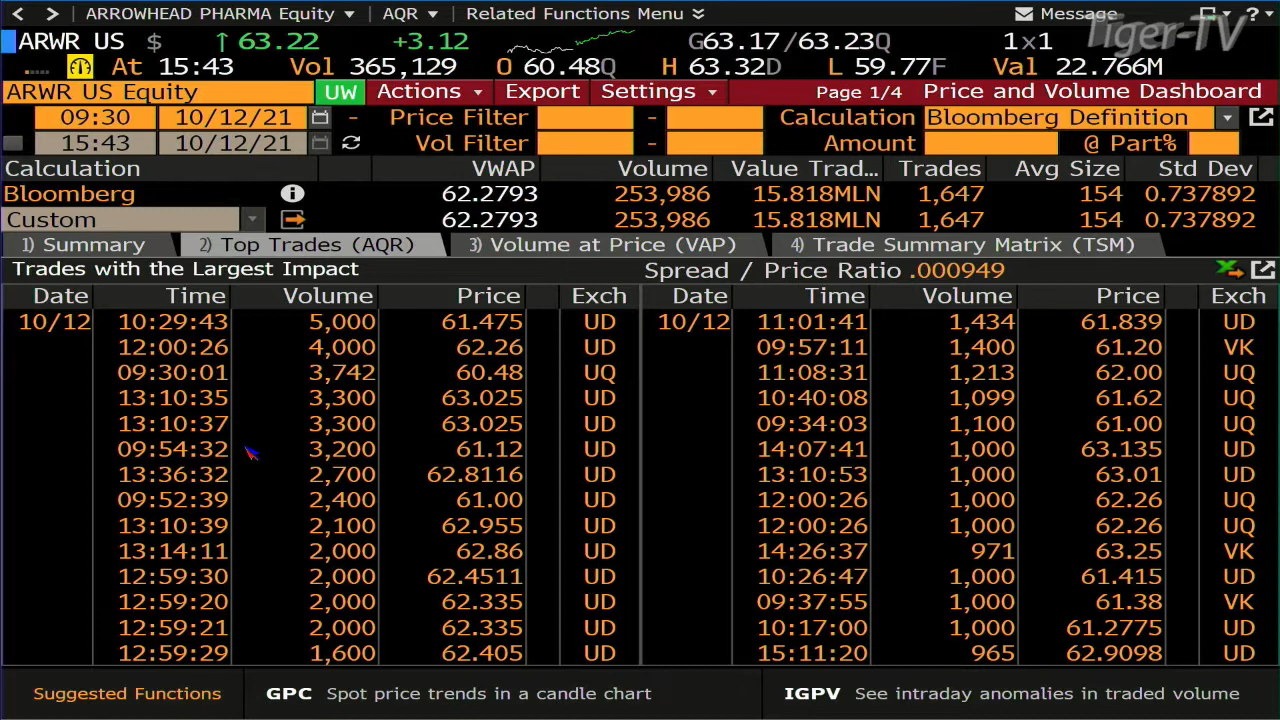 < > ARROWHEAD PHARMA Equity AQR Related Functions Menu Message ?
Tiger-TV
ARWR US $ ↑ 63.22 +3.12 G63.17 / 63.23Q 1 x 1
At 15:43 Vol 365,129 O 60.48Q H 63.32D L 59.77F Val 22.766M
ARWR US Equity UW Actions Export Settings Page 1/4 Price and Volume Dashboard
09:30 10/12/21 - Price Filter - Calculation Bloomberg Definition
15:43 10/12/21 Vol Filter - Amount @ Part%
Calculation VWAP Volume Value Trad... Trades Avg Size Std Dev
Bloomberg 62.2793 253,986 15.818MLN 1,647 154 0.737892
Custom 62.2793 253,986 15.818MLN 1,647 154 0.737892
1) Summary 2) Top Trades (AQR) 3) Volume at Price (VAP) 4) Trade Summary Matrix (TSM)
Trades with the Largest Impact Spread / Price Ratio .000949
Date Time Volume Price Exch Date Time Volume Price Exch
10/12 10:29:43 5,000 61.475 UD 10/12 11:01:41 1,434 61.839 UD
12:00:26 4,000 62.26 UD 09:57:11 1,400 61.20 VK
09:30:01 3,742 60.48 UQ 11:08:31 1,213 62.00 UQ
13:10:35 3,300 63.025 UD 10:40:08 1,099 61.62 UQ
13:10:37 3,300 63.025 UD 09:34:03 1,100 61.00 UQ
09:54:32 3,200 61.12 UD 14:07:41 1,000 63.135 UD
13:36:32 2,700 62.8116 UD 13:10:53 1,000 63.01 UD
09:52:39 2,400 61.00 UD 12:00:26 1,000 62.26 UQ
13:10:39 2,100 62.955 UD 12:00:26 1,000 62.26 UQ
13:14:11 2,000 62.86 UD 14:26:37 971 63.25 VK
12:59:30 2,000 62.4511 UD 10:26:47 1,000 61.415 UD
12:59:20 2,000 62.335 UD 09:37:55 1,000 61.38 VK
12:59:21 2,000 62.335 UD 10:17:00 1,000 61.2775 UD
12:59:29 1,600 62.405 UD 15:11:20 965 62.9098 UD
Suggested Functions GPC Spot price trends in a candle chart IGPV See intraday anomalies in traded volume